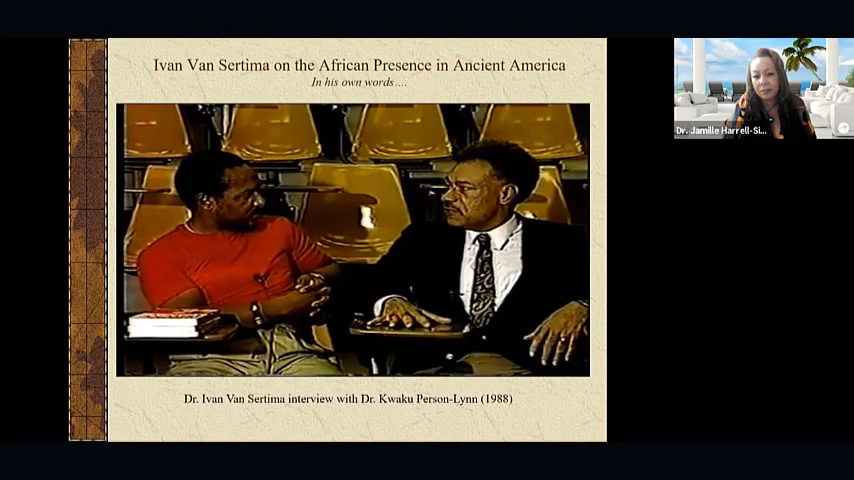 Ivan Van Sertima on the African Presence in Ancient America
In his own words....
Dr. Ivan Van Sertima interview with Dr. Kwaku Person-Lynn (1988)
Dr. Jamille Harrell-Si...